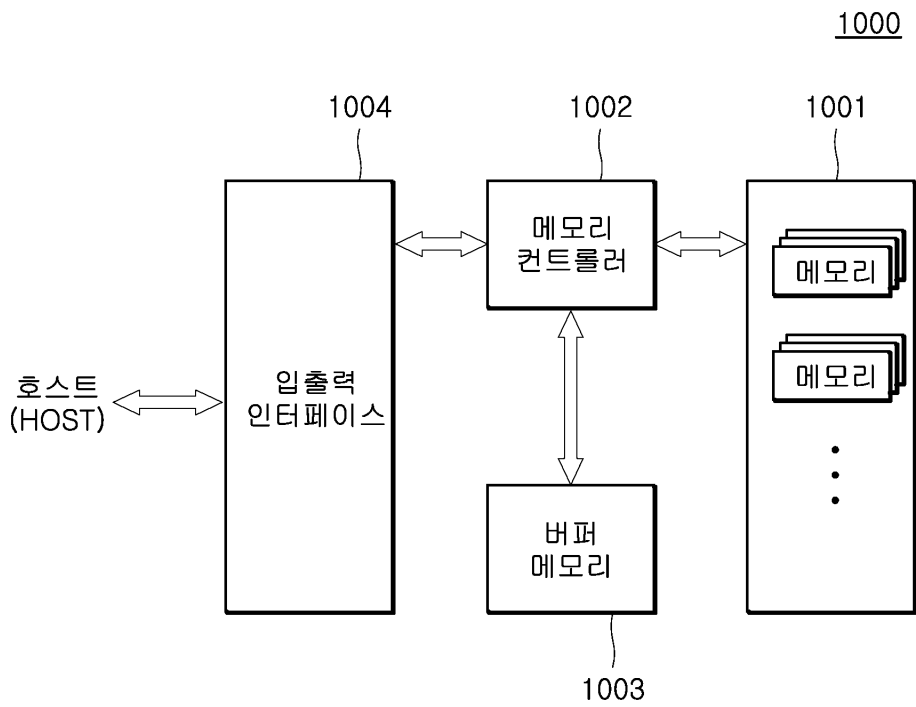 1000
1004
1002
1001
메모리
컨트롤러
메모리
메모리
호스트
(HOST)
입출력
인터페이스
버퍼
메모리
1003